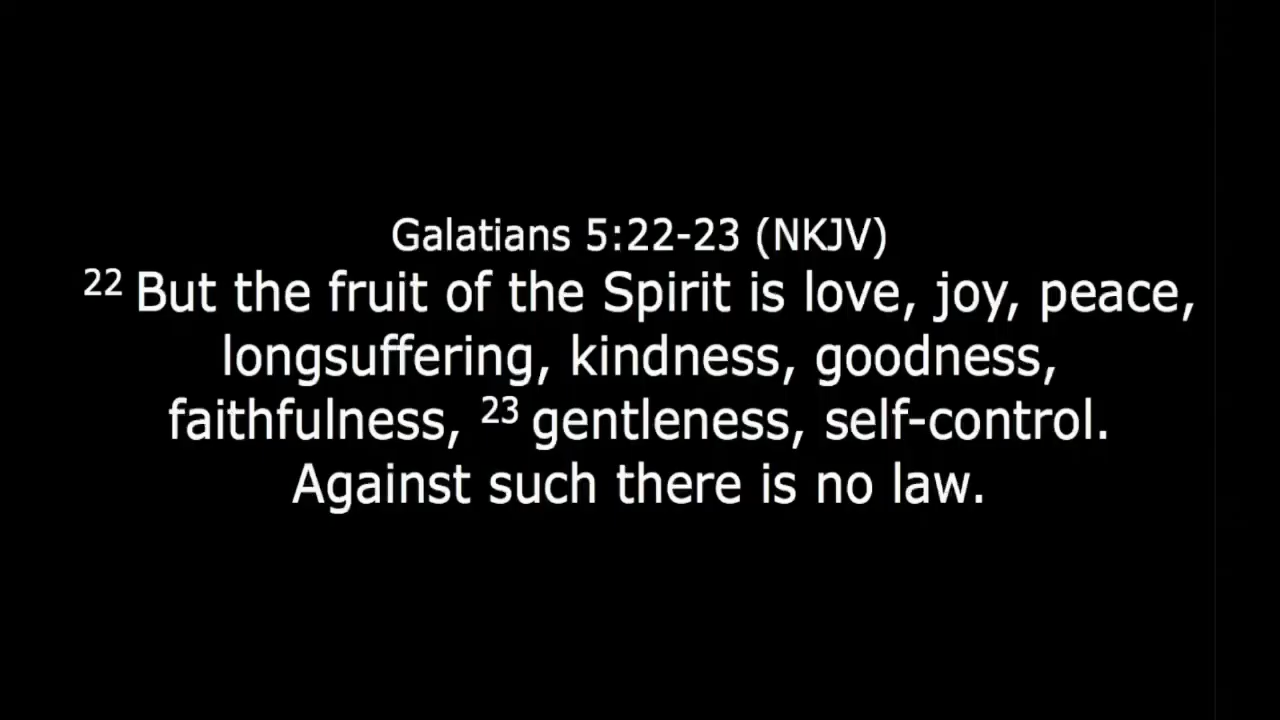 Galatians 5:22-23 (NKJV)
22 But the fruit of the Spirit is love, joy, peace,
longsuffering, kindness, goodness,
faithfulness, 23 gentleness, self-control.
Against such there is no law.